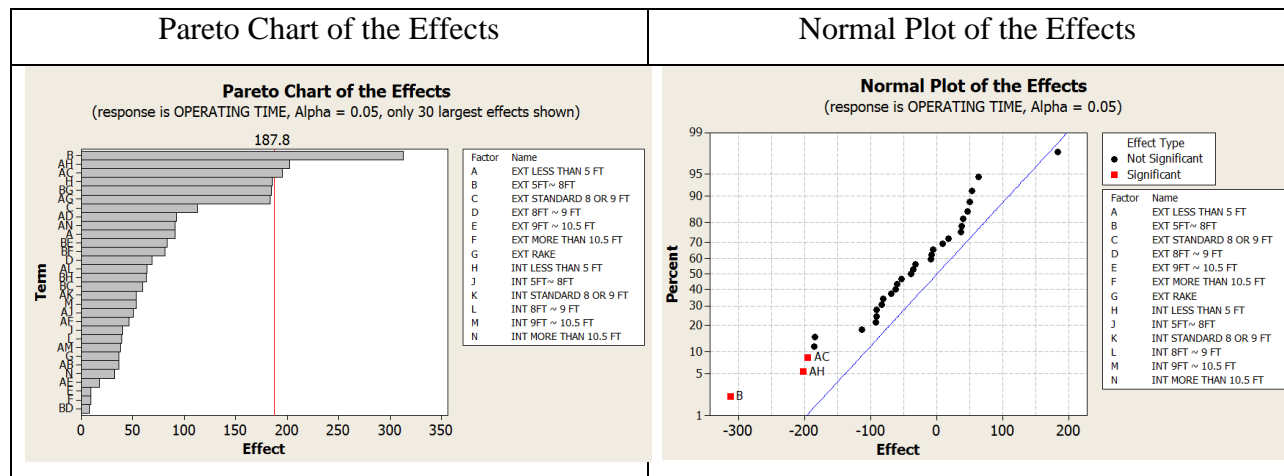 Pareto Chart of the Effects
Normal Plot of the Effects
Pareto Chart of the Effects
(response is OPERATING TIME, Alpha = 0.05, only 30 largest effects shown)
187.8
Term
B
AH
AC
H
BG
AG
C
AD
AN
A
BE
BF
D
AL
BH
BC
AK
M
AJ
AF
J
L
AM
G
AB
N
AE
E
F
BD
0 50 100 150 200 250 300 350
Effect
Factor Name
A EXT LESS THAN 5 FT
B EXT 5FT~ 8FT
C EXT STANDARD 8 OR 9 FT
D EXT 8FT ~ 9 FT
E EXT 9FT ~ 10.5 FT
F EXT MORE THAN 10.5 FT
G EXT RAKE
H INT LESS THAN 5 FT
J INT 5FT~ 8FT
K INT STANDARD 8 OR 9 FT
L INT 8FT ~ 9 FT
M INT 9FT ~ 10.5 FT
N INT MORE THAN 10.5 FT
Normal Plot of the Effects
(response is OPERATING TIME, Alpha = 0.05)
Percent
99
95
90
80
70
60
50
40
30
20
10
5
1
AC
AH
B
-300 -200 -100 0 100 200
Effect
Effect Type
Not Significant
Significant
Factor Name
A EXT LESS THAN 5 FT
B EXT 5FT~ 8FT
C EXT STANDARD 8 OR 9 FT
D EXT 8FT ~ 9 FT
E EXT 9FT ~ 10.5 FT
F EXT MORE THAN 10.5 FT
G EXT RAKE
H INT LESS THAN 5 FT
J INT 5FT~ 8FT
K INT STANDARD 8 OR 9 FT
L INT 8FT ~ 9 FT
M INT 9FT ~ 10.5 FT
N INT MORE THAN 10.5 FT